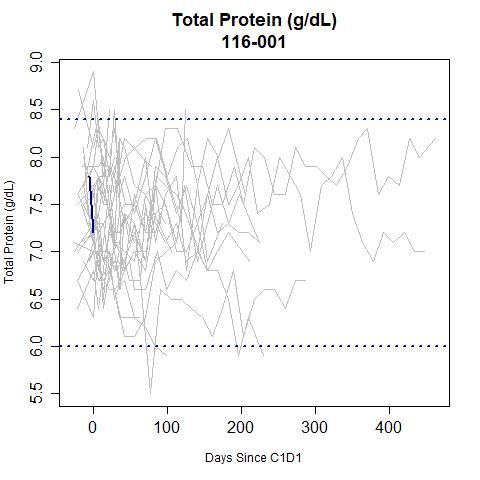 Total Protein (g/dL)
116-001
Total Protein (g/dL)
9.0
8.5
8.0
7.5
7.0
6.5
6.0
5.5
0 100 200 300 400
Days Since C1D1